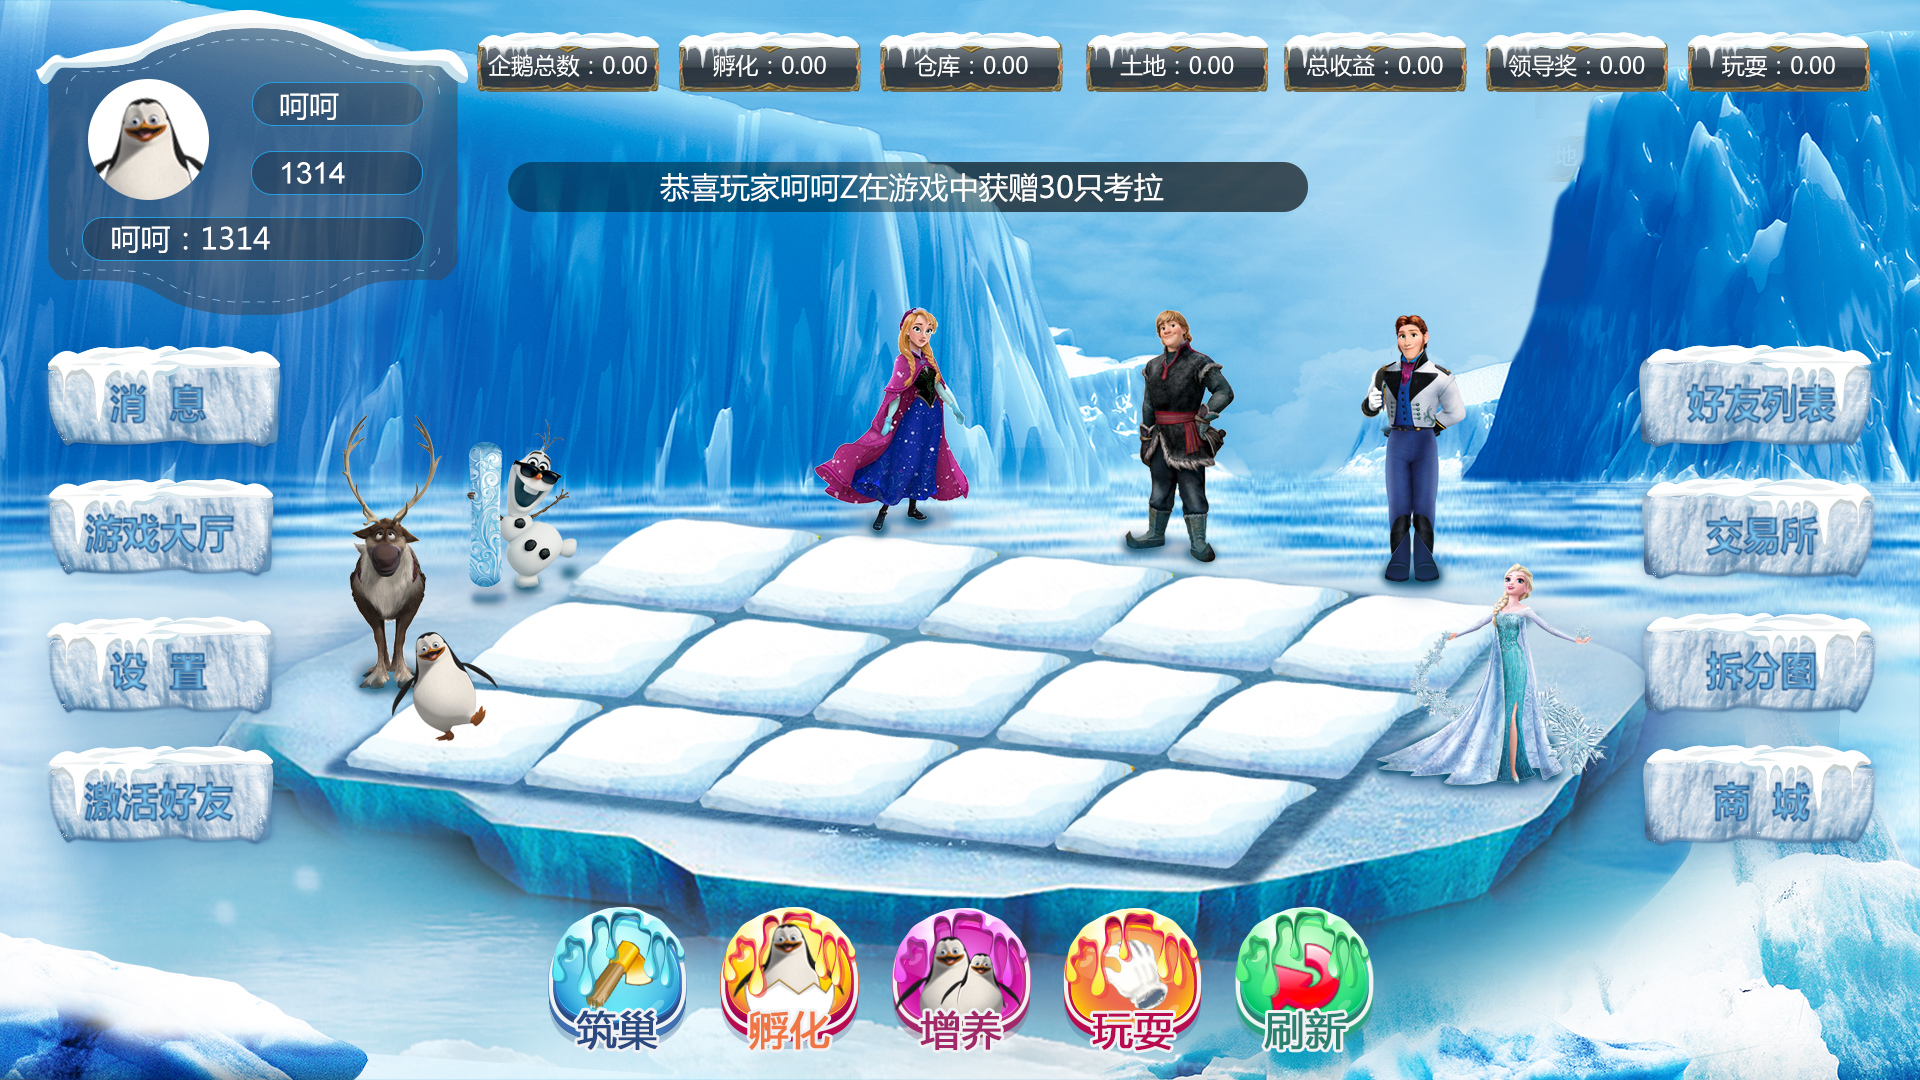 企鹅总数：0.00
孵化：0.00
仓库：0.00
土地：0.00
总收益：0.00
领导奖：0.00
玩耍：0.00
呵呵
1314
呵呵：1314
恭喜玩家呵呵Z在游戏中获赠30只考拉
地
消息
游戏大厅
设置
激活好友
好友列表
交易所
拆分图
商城
筑巢
孵化
增养
玩耍
刷新